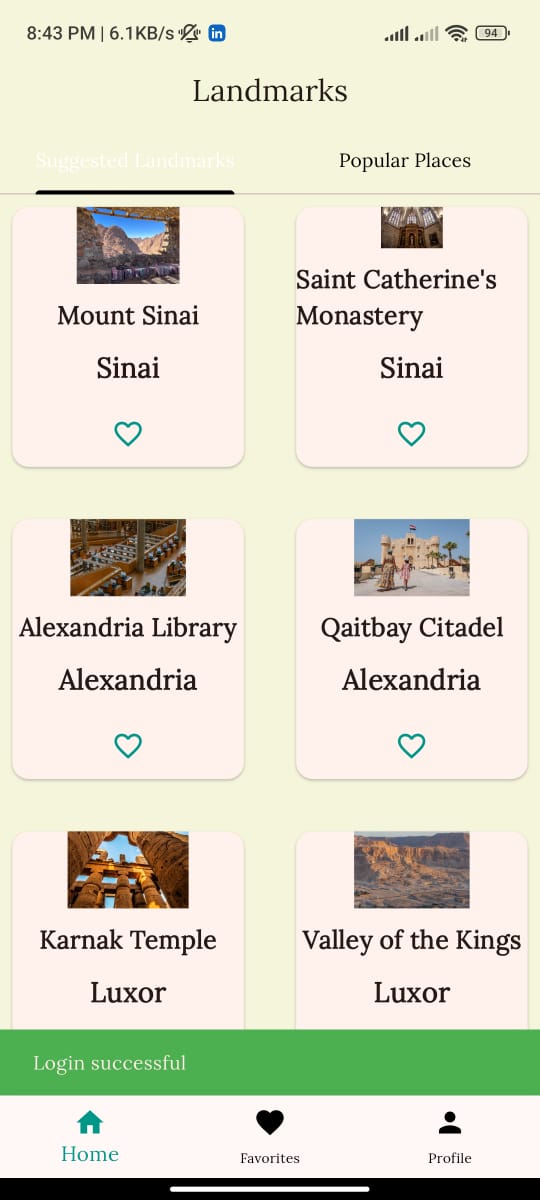 8:43 PM | 6.1KB/s in 94
Landmarks
Suggested Landmarks Popular Places
Mount Sinai
Sinai
Saint Catherine's
Monastery
Sinai
Alexandria Library
Alexandria
Qaitbay Citadel
Alexandria
Karnak Temple
Luxor
Valley of the Kings
Luxor
Login successful
Home Favorites Profile